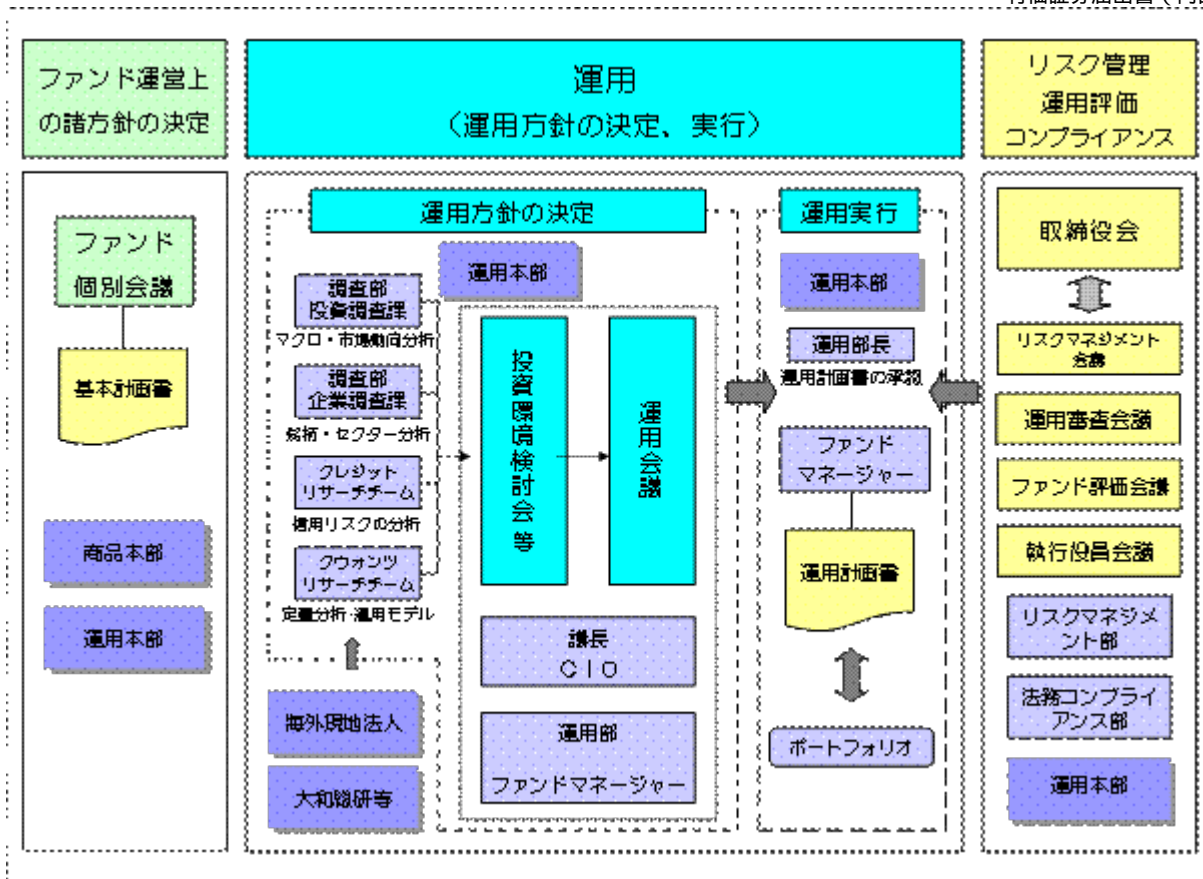 ファンド運営上
の諸方針の決定
運用
（運用方針の決定、実行）
リスク管理
運用評価
コンプライアンス
ファンド
個別会議
基本計画書
商品本部
運用本部
運用方針の決定
運用本部
調査部
投資調査課
マクロ・市場動向分析
調査部
企業調査課
銘柄・セクター分析
クレジット
リサーチチーム
信用リスクの分析
クウォンツ
リサーチチーム
定量分析・運用モデル
海外現地法人
大和総研等
投資環境検討会等
運用会議
議長
ＣＩＯ
運用部
ファンドマネージャー
運用実行
運用本部
運用部長
運用計画書の承認
ファンド
マネージャー
運用計画書
ポートフォリオ
取締役会
リスクマネジメント
会議
運用審査会議
ファンド評価会議
執行役員会議
リスクマネジメ
ント部
法務コンプライ
アンス部
運用本部